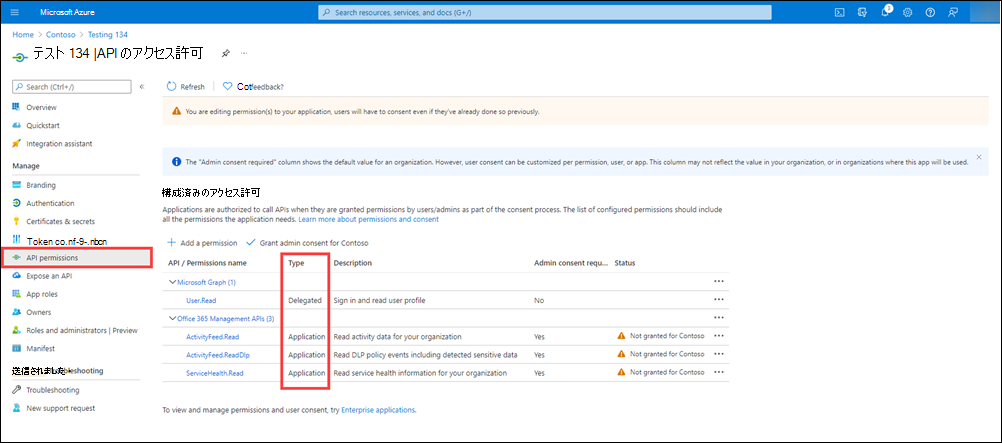 Microsoft Azure
Search resources, services, and docs (G+/)
Home > Contoso > Testing 134
テスト 134 |APIのアクセス許可
Search (Ctrl+/)
Refresh
Cotfeedback?
Overview
You are editing permission(s) to your application, users will have to consent even if they've already done so previously.
Quickstart
Integration assistant
Manage
The "Admin consent required" column shows the default value for an organization. However, user consent can be customized per permission, user, or app. This column may not reflect the value in your organization, or in organizations where this app will be used.
Branding
構成済みのアクセス許可
Authentication
Applications are authorized to call APIs when they are granted permissions by users/admins as part of the consent process. The list of configured permissions should include
all the permissions the application needs. Learn more about permissions and consent
Certificates & secrets
Token co.nf-9-.nbcn
Add a permission
Grant admin consent for Contoso
API permissions
API / Permissions name Type Description Admin consent requ... Status
Expose an API
Microsoft Graph (1)
App roles
User.Read Delegated Sign in and read user profile No
Owners
Office 365 Management APIs (3)
Roles and administrators | Preview
ActivityFeed.Read Application Read activity data for your organization Yes Not granted for Contoso
Manifest
ActivityFeed.ReadDlp Application Read DLP policy events including detected sensitive data Yes Not granted for Contoso
送信されました Troubleshooting
ServiceHealth.Read Application Read service health information for your organization Yes Not granted for Contoso
Troubleshooting
New support request
To view and manage permissions and user consent, try Enterprise applications.